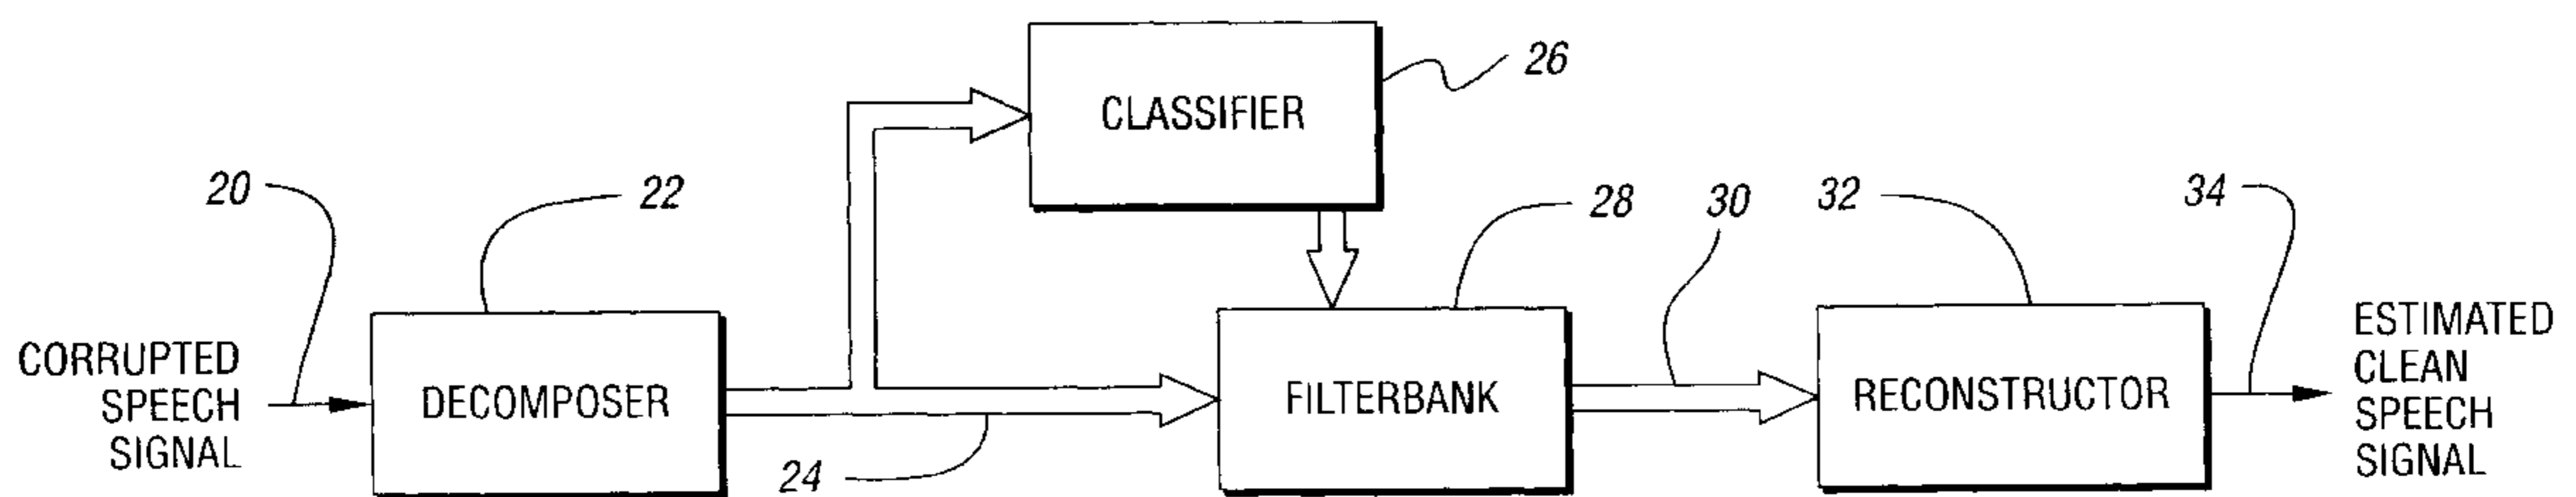 26
CLASSIFIER
20
22
28
30
32
34
CORRUPTED
SPEECH
SIGNAL
DECOMPOSER
24
FILTERBANK
RECONSTRUCTOR
ESTIMATED
CLEAN
SPEECH
SIGNAL